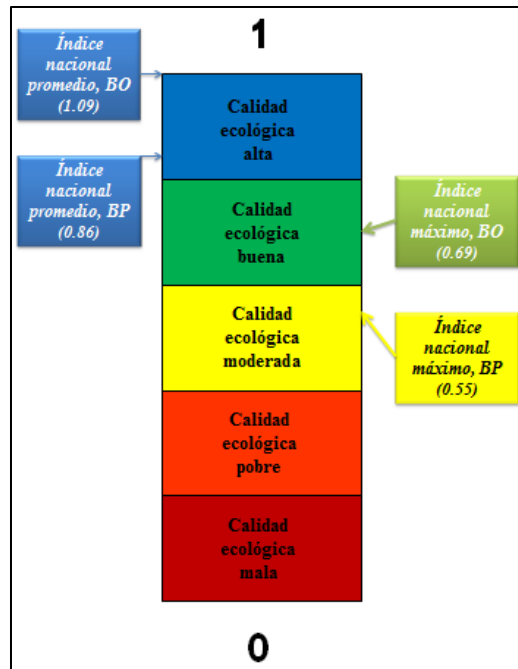 1
Índice
nacional
promedio, BO
(1.09)
Índice
nacional
promedio, BP
(0.86)
Calidad
ecológica
alta
Calidad
ecológica
buena
Índice
nacional
máximo, BO
(0.69)
Calidad
ecológica
moderada
Índice
nacional
máximo, BP
(0.55)
Calidad
ecológica
pobre
Calidad
ecológica
mala
0